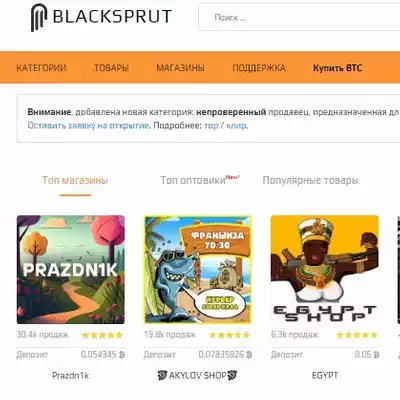 BLACKSPRUT
Поиск ...
КАТЕГОРИИ ТОВАРЫ МАГАЗИНЫ ПОДДЕРЖКА Купить BTC
Внимание, добавлена новая категория: непроверенный продавец, предназначенная дл
Оставить заявку на открытие. Подробнее: тор / клир.
Топ магазины Топ оптовики New! Популярные товары
PRAZDN1K
ФРАНШИЗА
70:30
КУРЬЕР
EGYPT
SHOP
30.4k продаж 19.8k продаж 6.3k продаж
Депозит 0.054345 ₿ Депозит 0.07835826 ₿ Депозит 0.05 ₿
Prazdn1k AKYLOV SHOP EGYPT